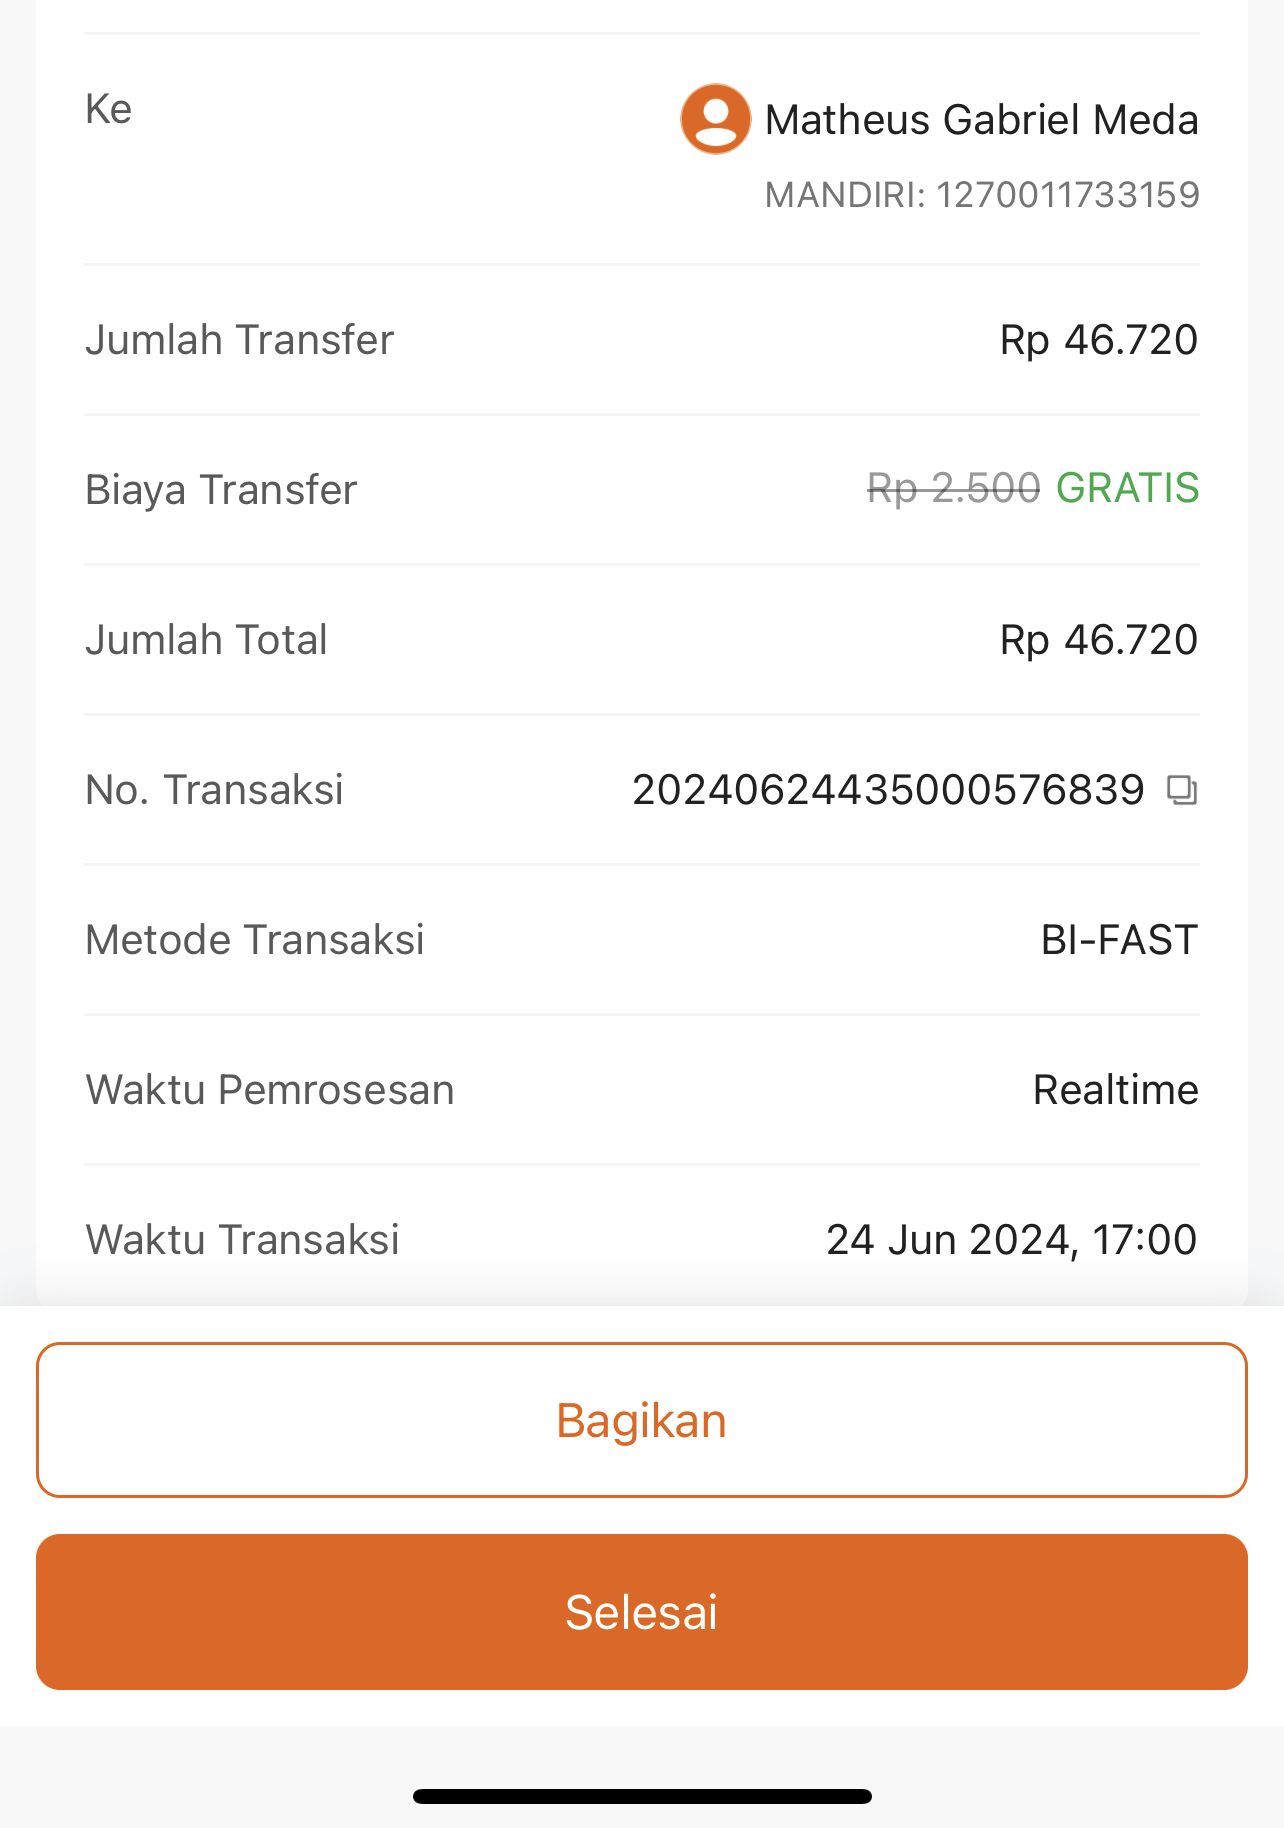 Ke
Matheus Gabriel Meda
MANDIRI: 1270011733159
Jumlah Transfer Rp 46.720
Biaya Transfer Rp 2.500 GRATIS
Jumlah Total Rp 46.720
No. Transaksi 20240624435000576839
Metode Transaksi BI-FAST
Waktu Pemrosesan Realtime
Waktu Transaksi 24 Jun 2024, 17:00
Bagikan
Selesai